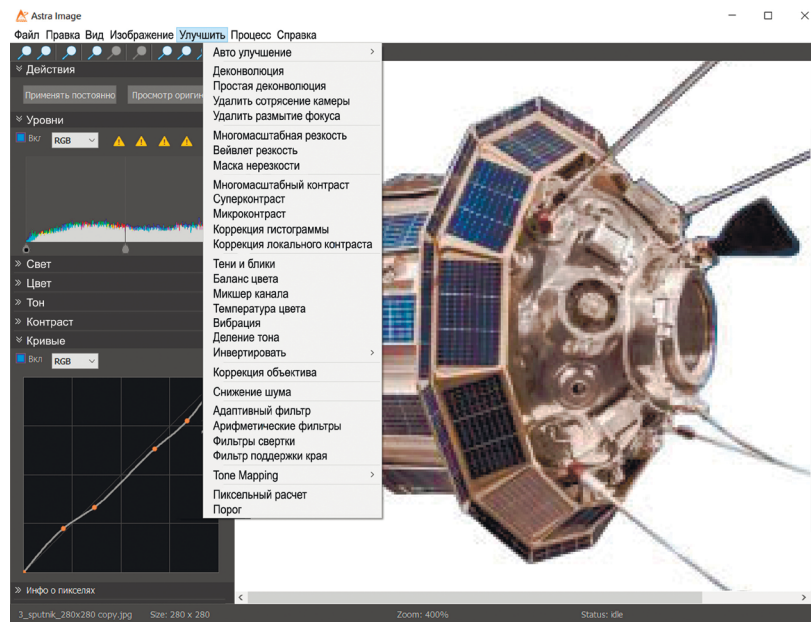 Astra Image
Файл Правка Вид Изображение Улучшить Процесс Справка
Действия
Применять постоянно
Просмотр оригин
Уровни
Вкл
RGB
Свет
Цвет
Тон
Контраст
Кривые
Вкл
RGB
Инфо о пикселях
Авто улучшение
Деконволюция
Простая деконволюция
Удалить сотрясение камеры
Удалить размытие фокуса
Многомасштабная резкость
Вейвлет резкость
Маска нерезкости
Многомасштабный контраст
Суперконтраст
Микроконтраст
Коррекция гистограммы
Коррекция локального контраста
Тени и блики
Баланс цвета
Микшер канала
Температура цвета
Вибрация
Деление тона
Инвертировать
Коррекция объектива
Снижение шума
Адаптивный фильтр
Арифметические фильтры
Фильтры свертки
Фильтр поддержки края
Tone Mapping
Пиксельный расчет
Порог
3_sputnik_280x280 copy.jpg Size: 280 x 280 Zoom: 400% Status: idle